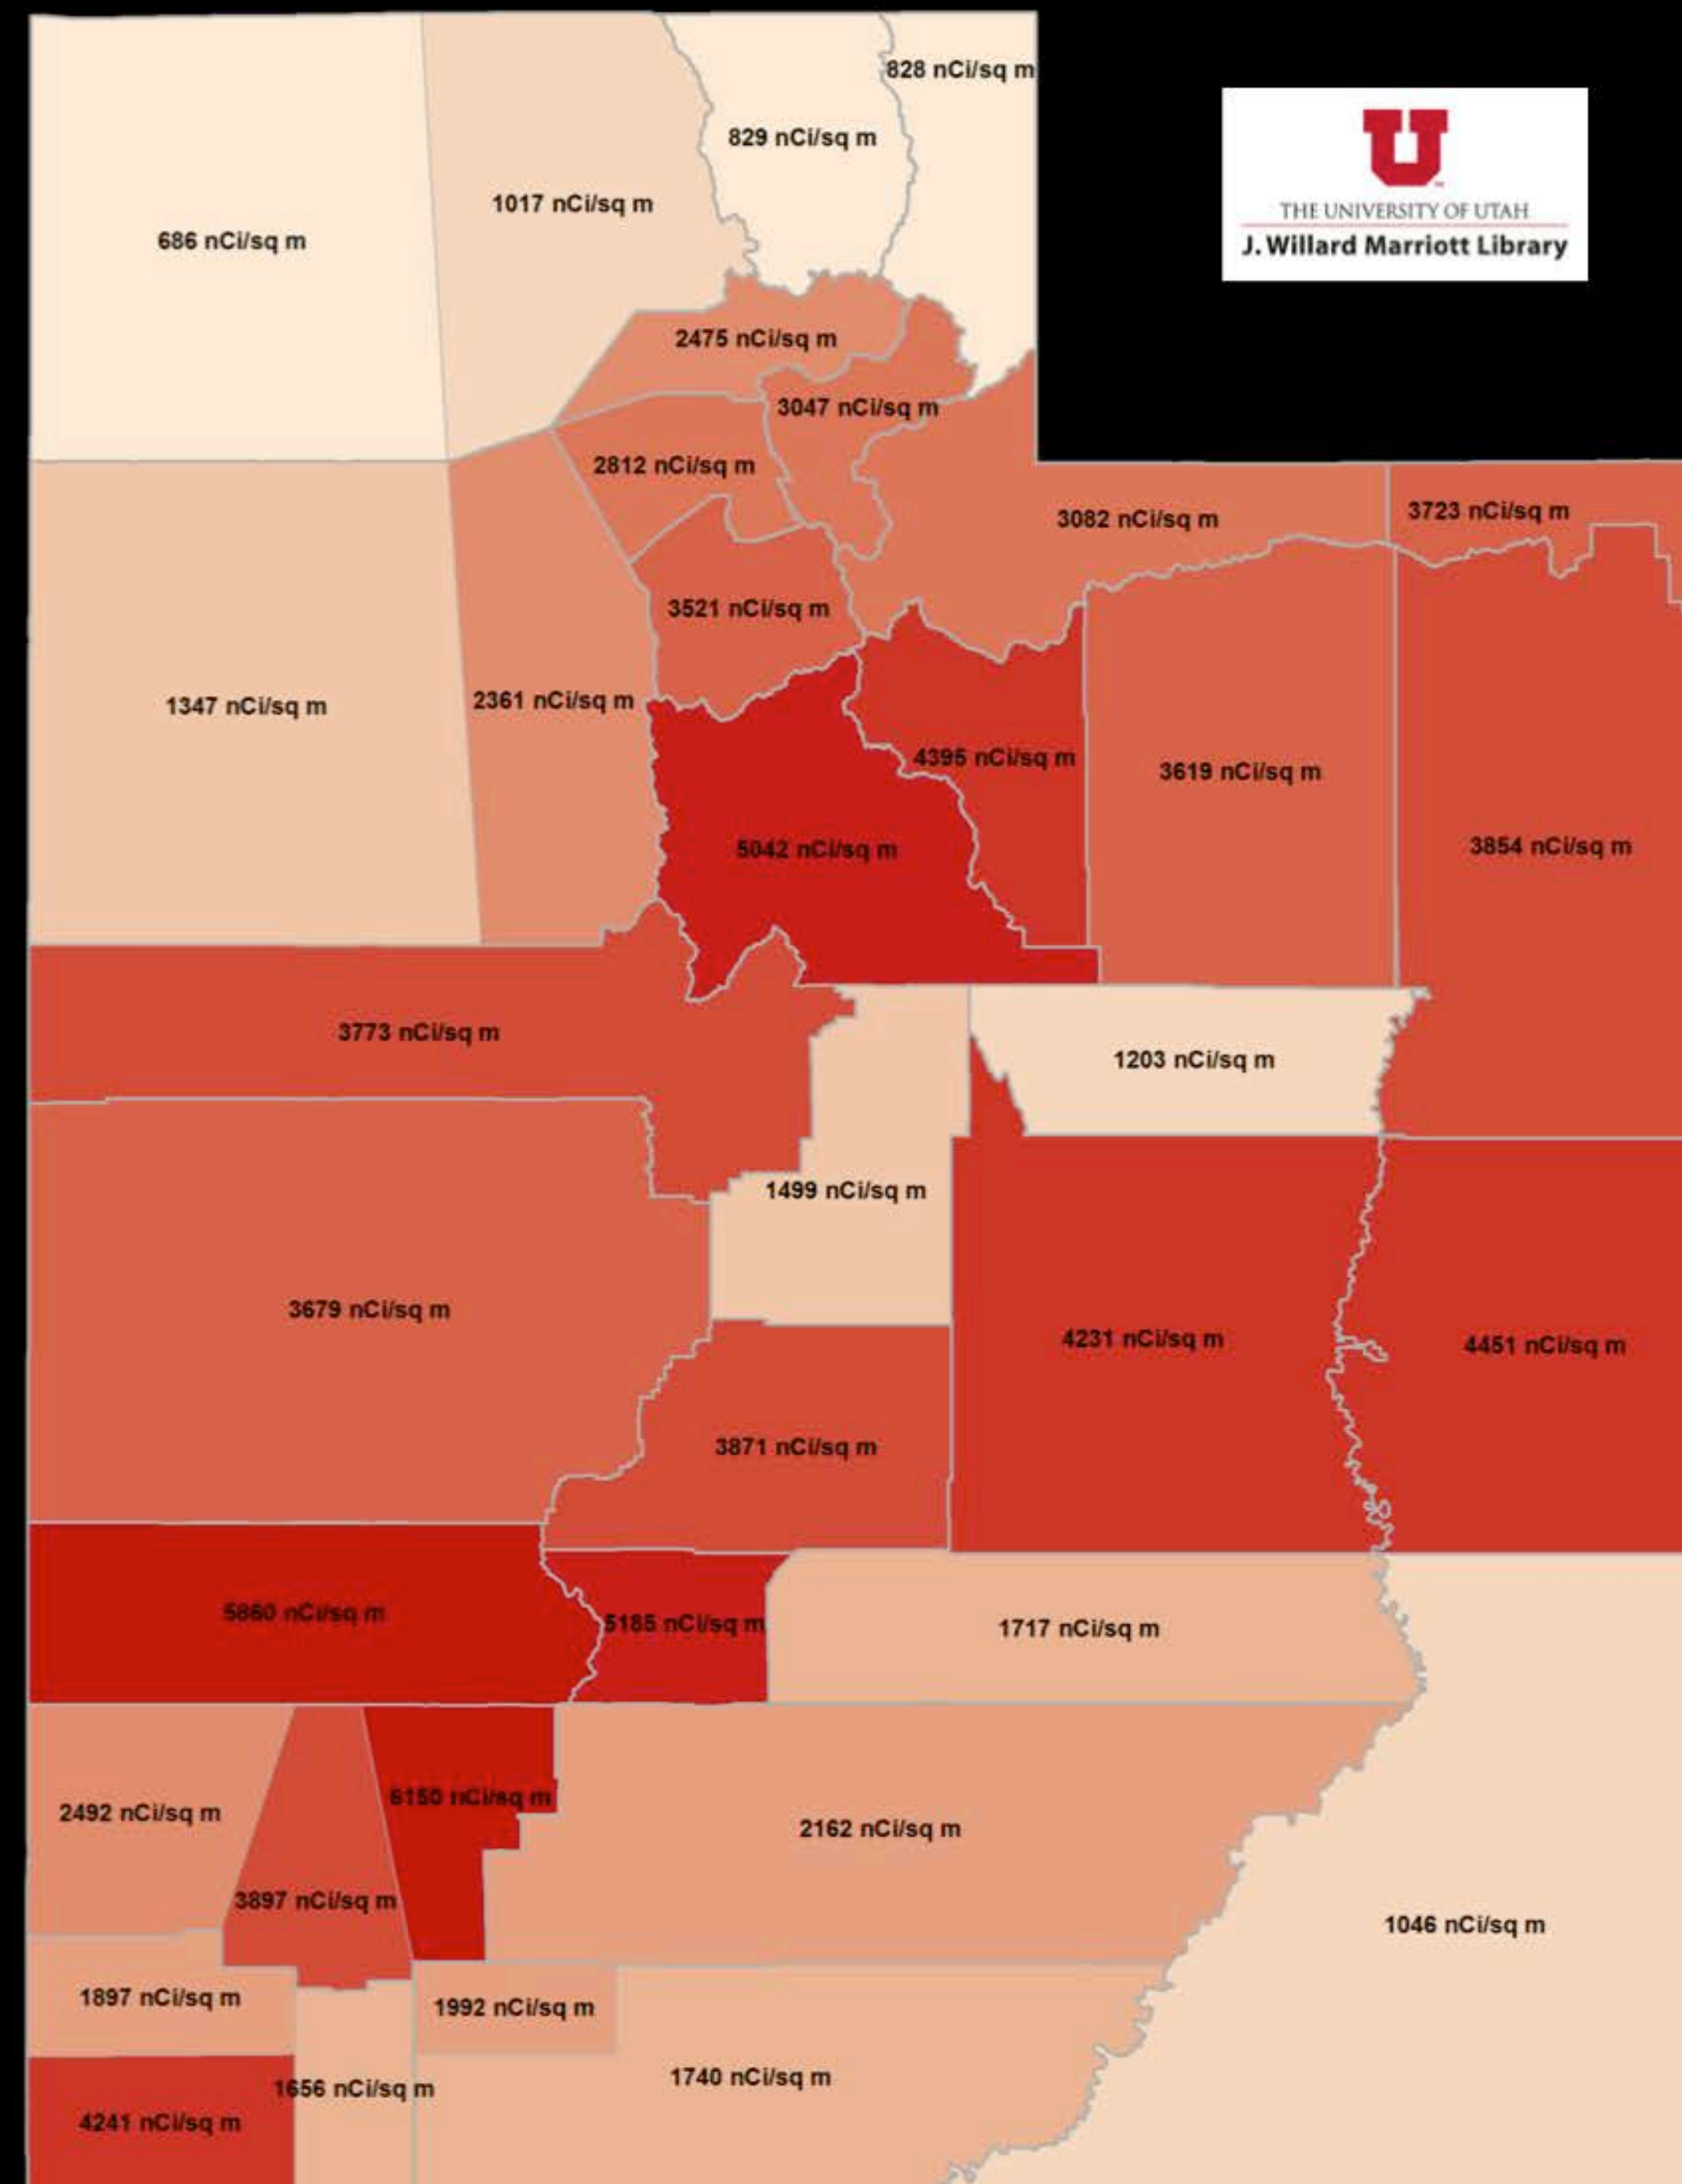 828 nCi/sq m
829 nCi/sq m
1017 nCi/sq m
686 nCi/sq m
U
THE UNIVERSITY OF UTAH
J. Willard Marriott Library
2475 nCi/sq m
3047 nCi/sq m
2812 nCi/sq m
3082 nCi/sq m
3723 nCi/sq m
3521 nCi/sq m
1347 nCi/sq m
2361 nCi/sq m
4395 nCi/sq m
3619 nCi/sq m
5042 nCi/sq m
3854 nCi/sq m
3773 nCi/sq m
1203 nCi/sq m
1499 nCi/sq m
3679 nCi/sq m
4231 nCi/sq m
4451 nCi/sq m
3871 nCi/sq m
5860 nCi/sq m
5185 nCi/sq m
1717 nCi/sq m
2492 nCi/sq m
6150 nCi/sq m
2162 nCi/sq m
3897 nCi/sq m
1046 nCi/sq m
1897 nCi/sq m
1992 nCi/sq m
1656 nCi/sq m
1740 nCi/sq m
4241 nCi/sq m